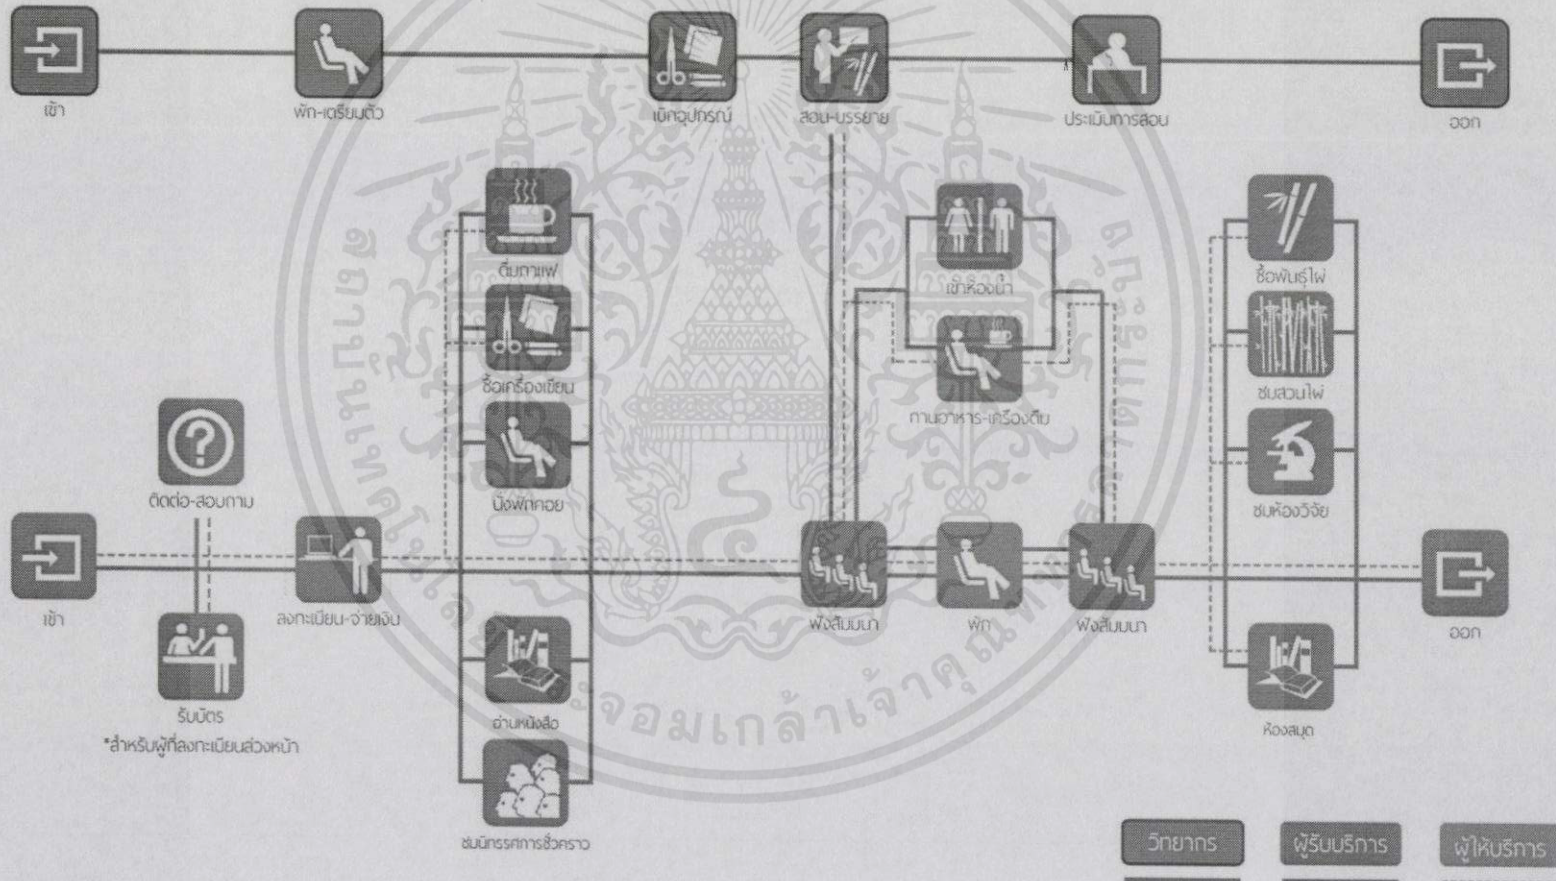 เข้า
พัก-เตรียมตัว
เบิกอุปกรณ์
สอน-บรรยาย
ประเมินการสอน
ออก
ดื่มกาแฟ
เข้าห้องน้ำ
ซื้อพันธุ์ไผ่
ซื้อเครื่องเขียน
ทานอาหาร-เครื่องดื่ม
ชมสวนไผ่
ติดต่อ-สอบถาม
นั่งพักคอย
ชมห้องวิจัย
เข้า
ลงทะเบียน-จ่ายเงิน
ฟังสัมมนา
พัก
ฟังสัมมนา
ออก
รับบัตร
*สำหรับผู้ที่ลงทะเบียนล่วงหน้า
อ่านหนังสือ
ห้องสมุด
ชมนิทรรศการชั่วคราว
วิทยากร
ผู้รับบริการ
ผู้ให้บริการ